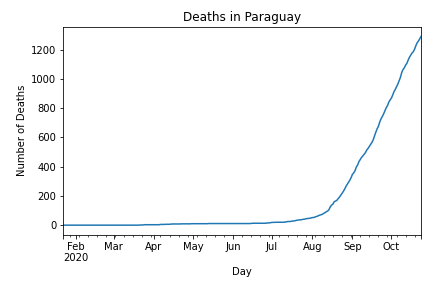 Deaths in Paraguay
Number of Deaths
1200
1000
800
600
400
200
0
Feb Mar Apr May Jun Jul Aug Sep Oct
2020
Day